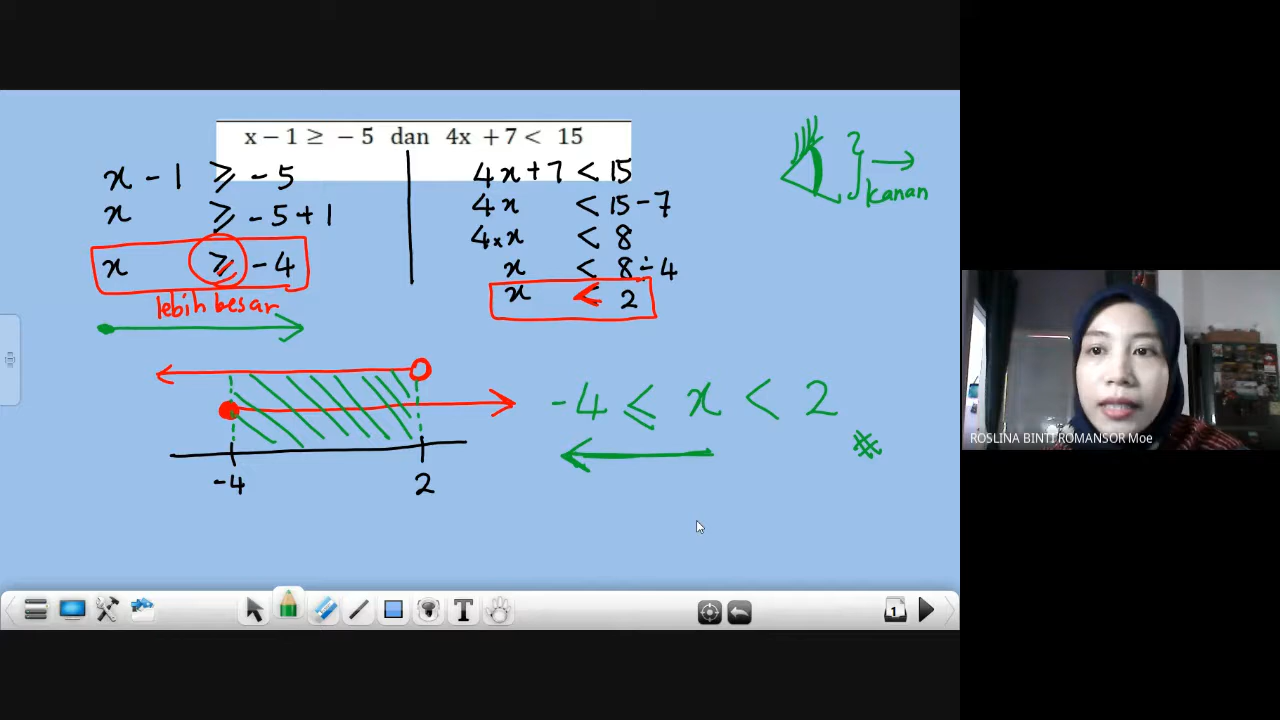 x − 1 ≥ − 5 dan 4x + 7 < 15
x - 1 ≥ -5
x ≥ -5 + 1
x ≥ -4
lebih besar
4x + 7 < 15
4x < 15 - 7
4×x < 8
x < 8 ÷ 4
x < 2
kanan
-4 2
-4 ≤ x < 2
#
ROSLINA BINTI ROMANSOR Moe
T
1